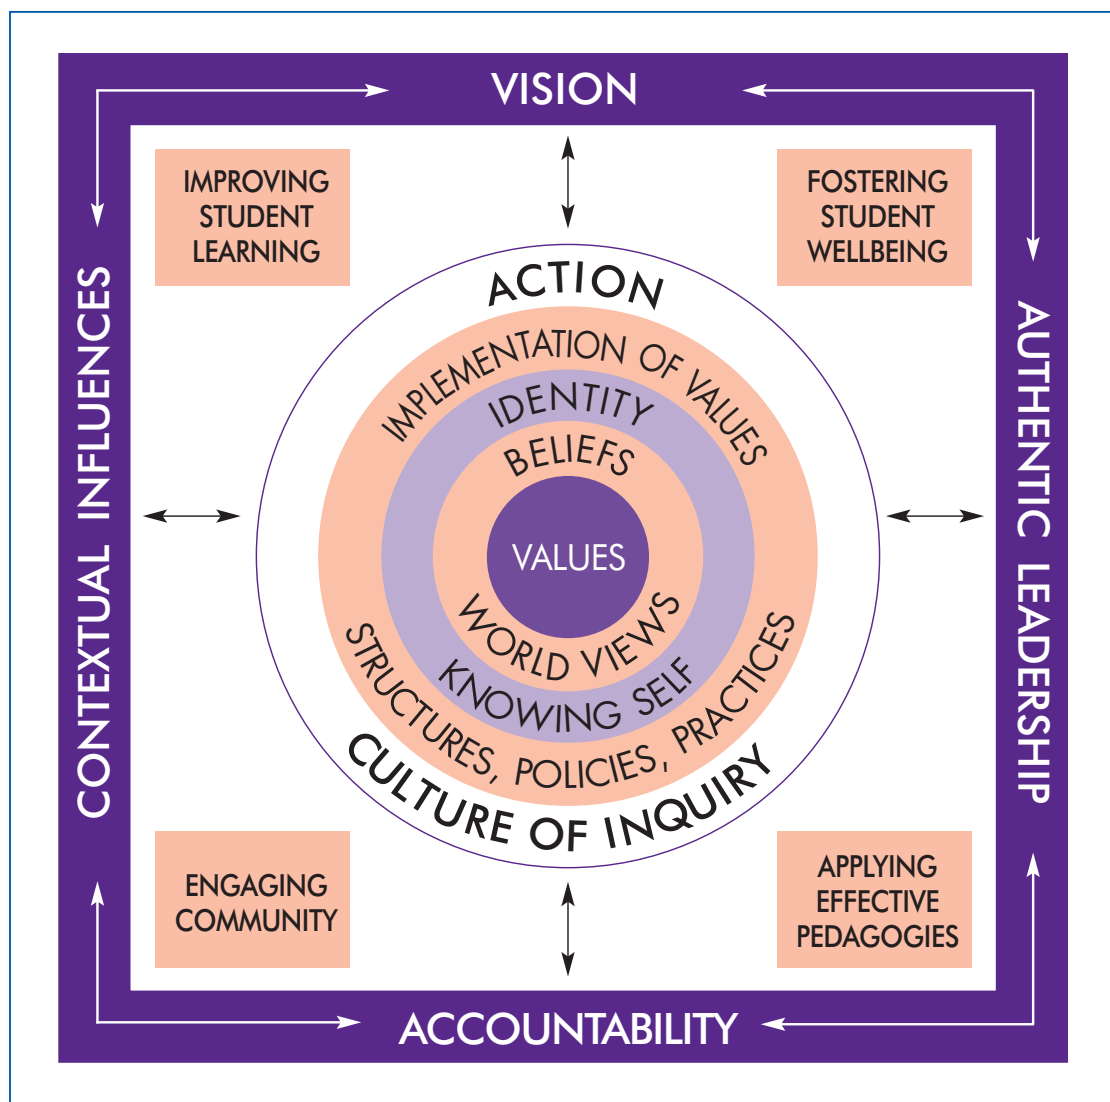 VISION
IMPROVING
STUDENT
LEARNING
FOSTERING
STUDENT
WELLBEING
CONTEXTUAL INFLUENCES
AUTHENTIC LEADERSHIP
ACTION
IMPLEMENTATION OF VALUES
IDENTITY
BELIEFS
VALUES
WORLD VIEWS
KNOWING SELF
STRUCTURES, POLICIES, PRACTICES
CULTURE OF INQUIRY
ENGAGING
COMMUNITY
APPLYING
EFFECTIVE
PEDAGOGIES
ACCOUNTABILITY